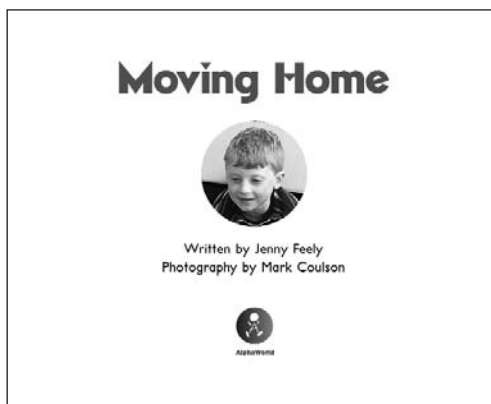 Moving Home
Written by Jenny Feely
Photography by Mark Coulson
AlphaWorld